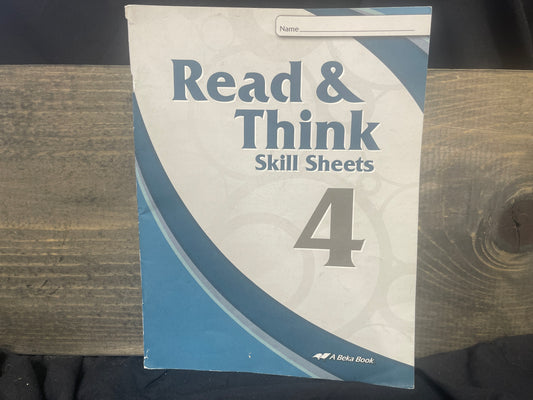 Name
Read &
Think
Skill Sheets
4
A Beka Book